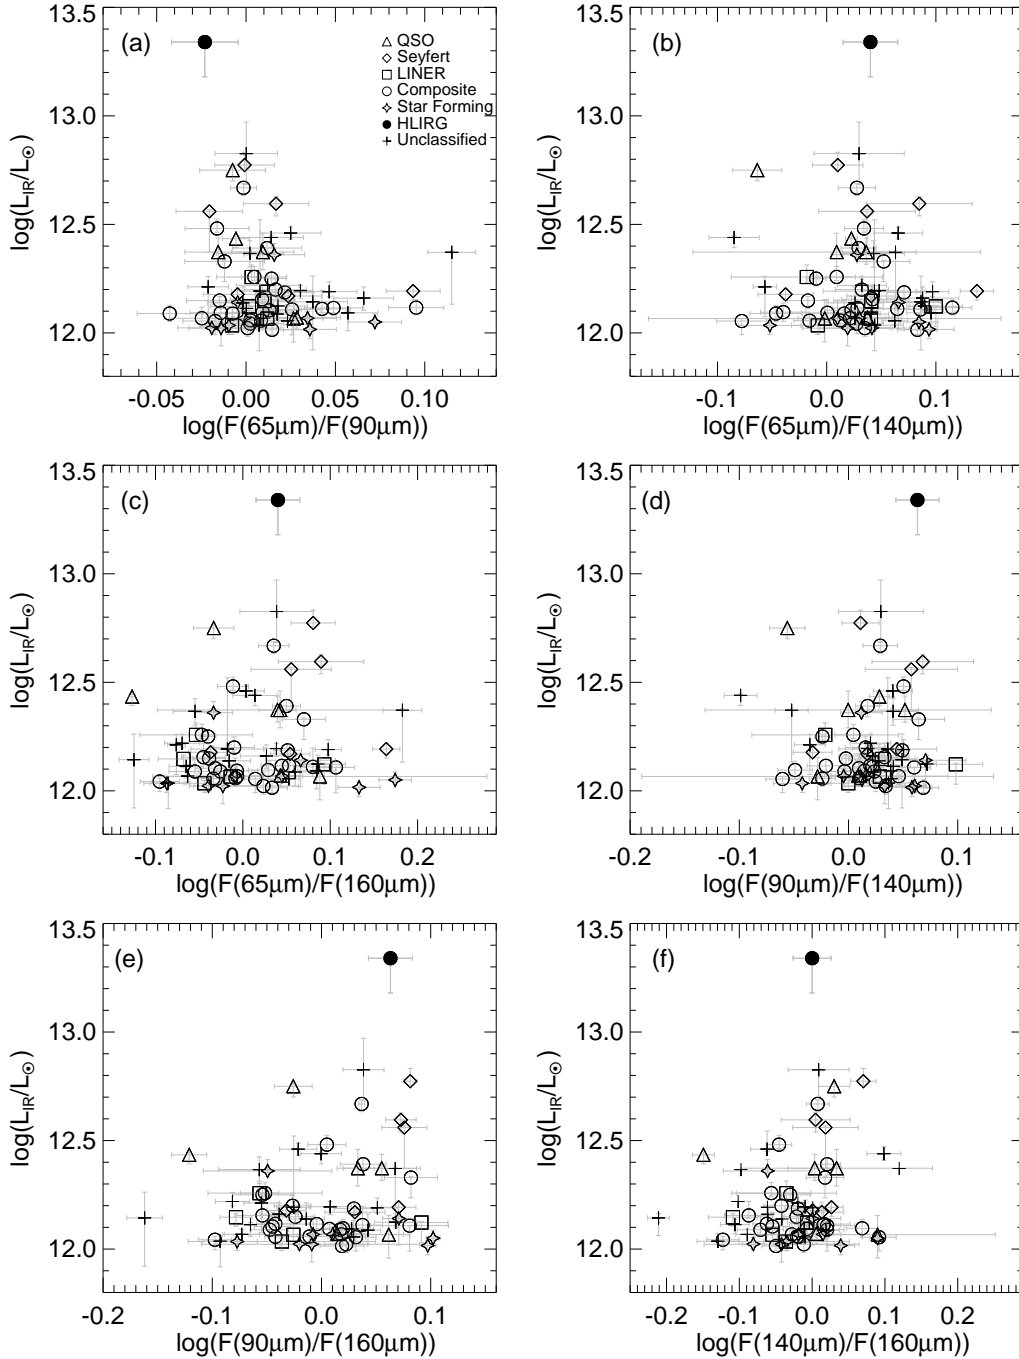 (a)
QSO
Seyfert
LINER
Composite
Star Forming
HLIRG
Unclassified
13.5
13.0
12.5
12.0
log(L_IR/L_⊙)
-0.05 0.00 0.05 0.10
log(F(65μm)/F(90μm))
(b)
13.5
13.0
12.5
12.0
log(L_IR/L_⊙)
-0.1 0.0 0.1
log(F(65μm)/F(140μm))
(c)
13.5
13.0
12.5
12.0
log(L_IR/L_⊙)
-0.1 0.0 0.1 0.2
log(F(65μm)/F(160μm))
(d)
13.5
13.0
12.5
12.0
log(L_IR/L_⊙)
-0.2 -0.1 0.0 0.1
log(F(90μm)/F(140μm))
(e)
13.5
13.0
12.5
12.0
log(L_IR/L_⊙)
-0.2 -0.1 0.0 0.1
log(F(90μm)/F(160μm))
(f)
13.5
13.0
12.5
12.0
log(L_IR/L_⊙)
-0.2 -0.1 0.0 0.1 0.2
log(F(140μm)/F(160μm))